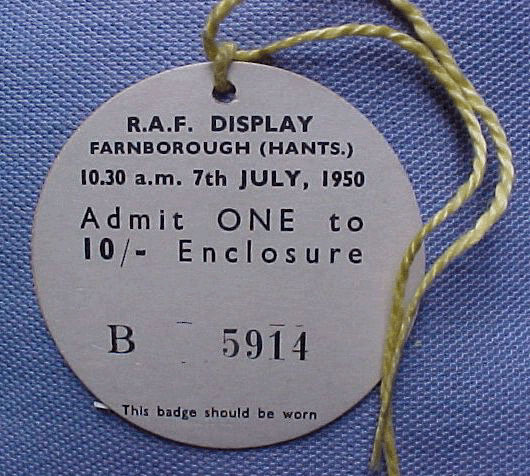 R.A.F. DISPLAY
FARNBOROUGH (HANTS.)
10.30 a.m. 7th JULY, 1950
Admit ONE to
10/- Enclosure
B 5914
This badge should be worn